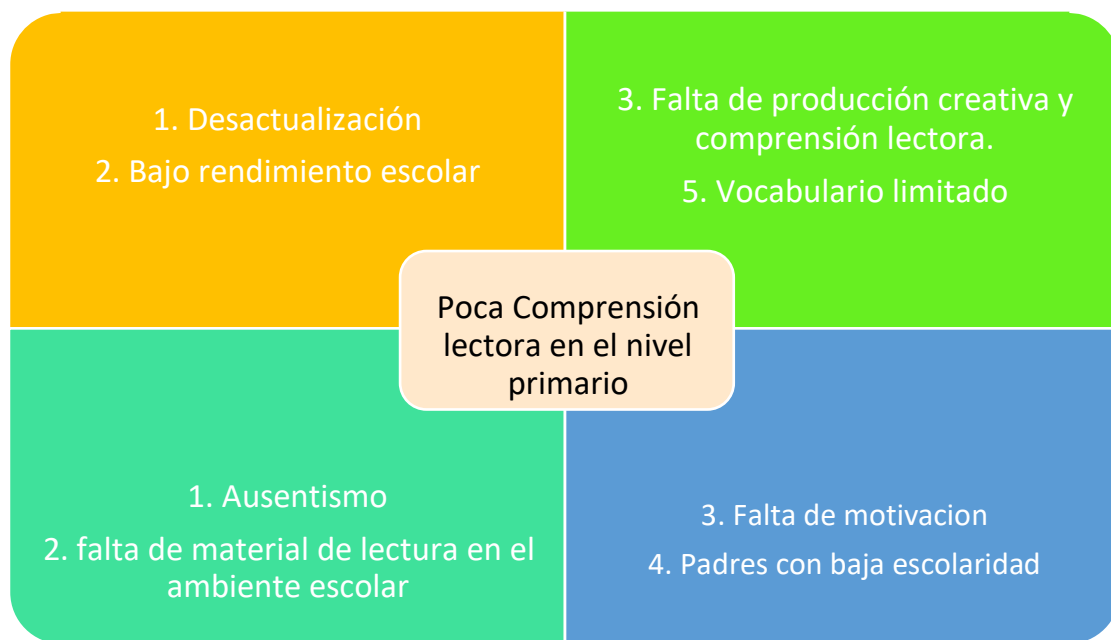 1. Desactualización
2. Bajo rendimiento escolar
3. Falta de producción creativa y
comprensión lectora.
5. Vocabulario limitado
Poca Comprensión
lectora en el nivel
primario
1. Ausentismo
2. falta de material de lectura en el
ambiente escolar
3. Falta de motivacion
4. Padres con baja escolaridad